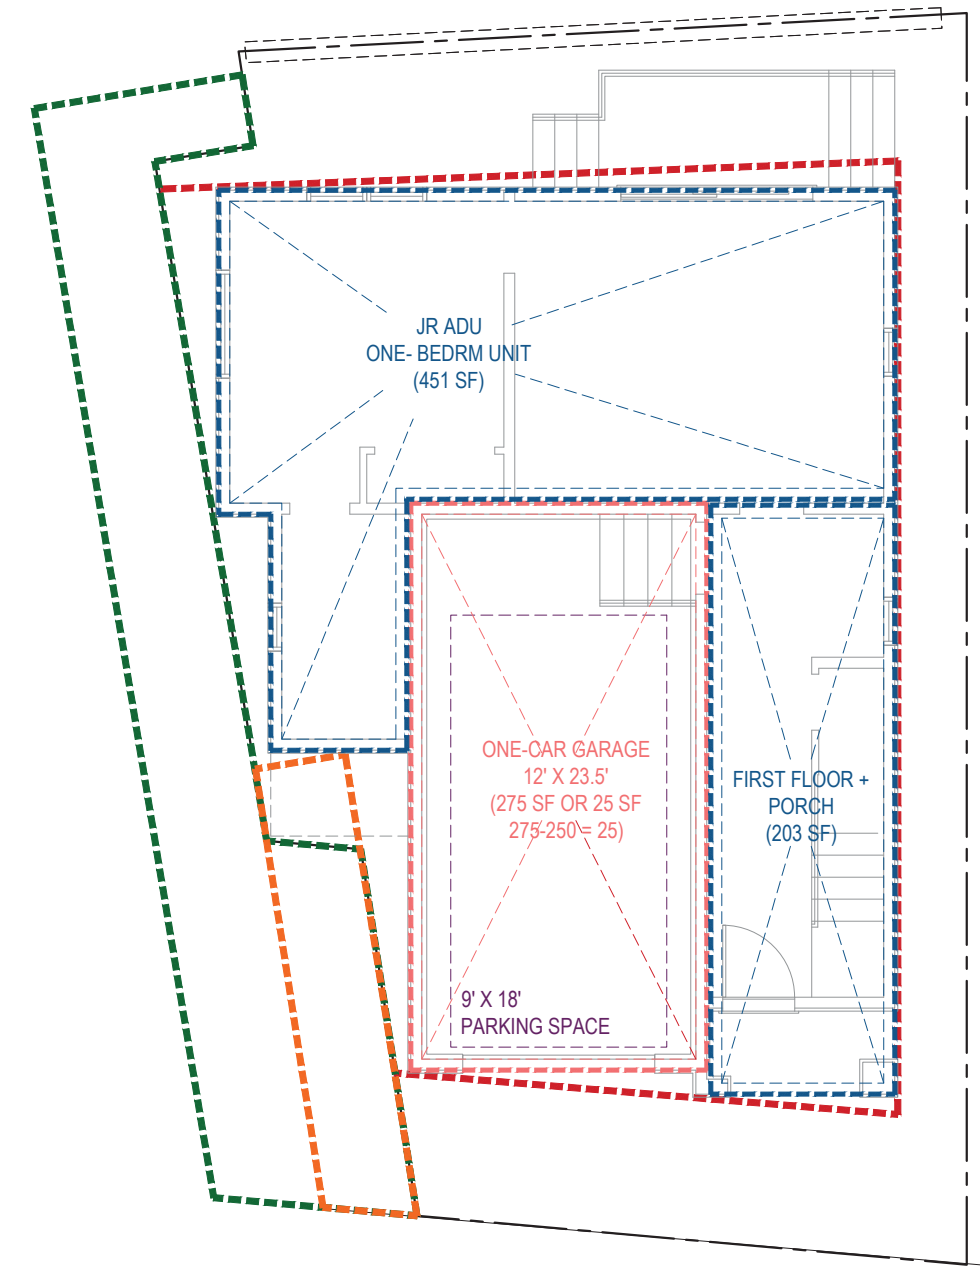 JR ADU
ONE- BEDRM UNIT
(451 SF)
ONE-CAR GARAGE
12' X 23.5'
(275 SF OR 25 SF
275-250 = 25)
FIRST FLOOR +
PORCH
(203 SF)
9' X 18'
PARKING SPACE